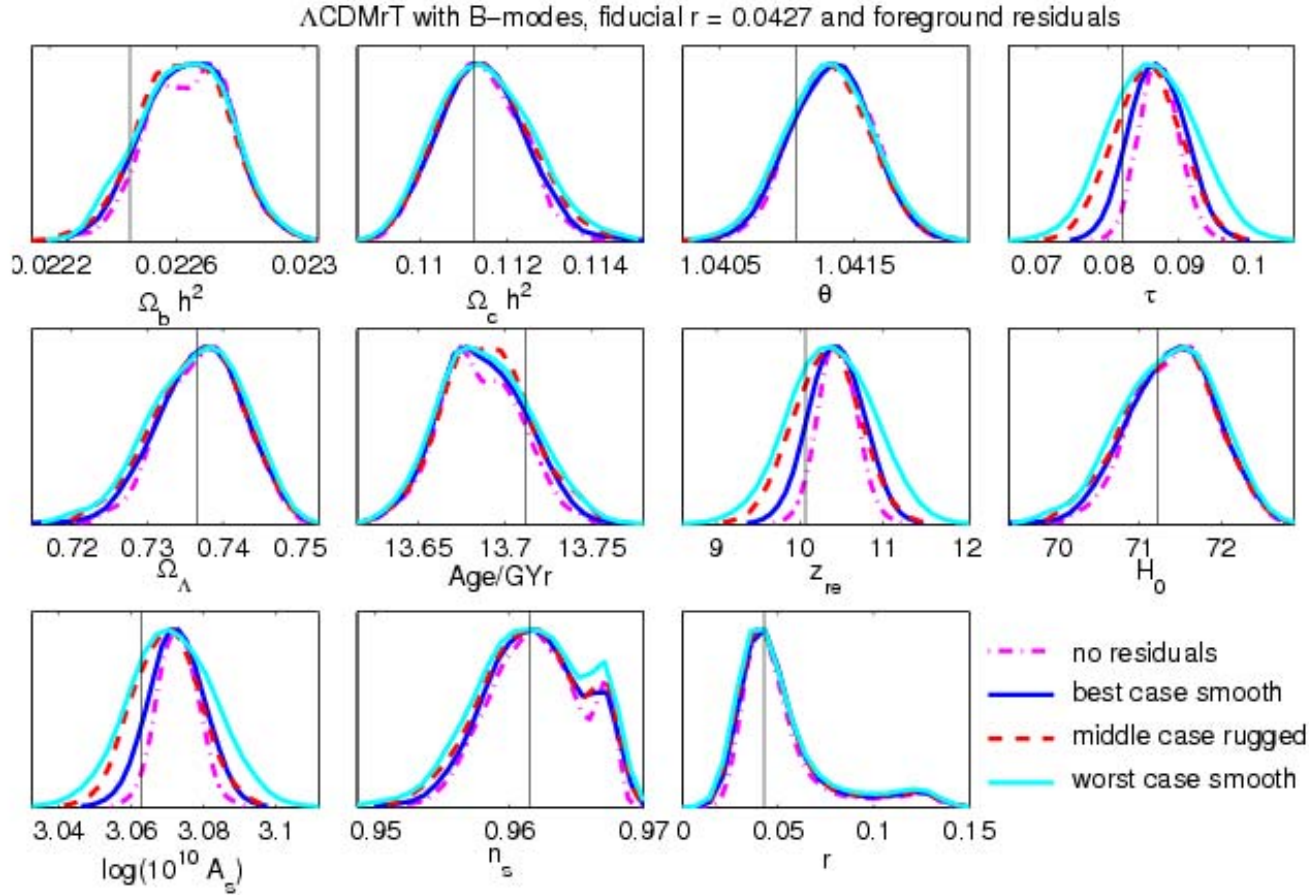 ΛCDMrT with B-modes, fiducial r = 0.0427 and foreground residuals
0.0222 0.0226 0.023
Ω_b h²
0.11 0.112 0.114
Ω_c h²
1.0405 1.0415
θ
0.07 0.08 0.09 0.1
τ
0.72 0.73 0.74 0.75
Ω_Λ
13.65 13.7 13.75
Age/GYr
9 10 11 12
z_re
70 71 72
H_0
3.04 3.06 3.08 3.1
log(10¹⁰ A_s)
0.95 0.96 0.97
n_s
0 0.05 0.1 0.15
r
no residuals
best case smooth
middle case rugged
worst case smooth